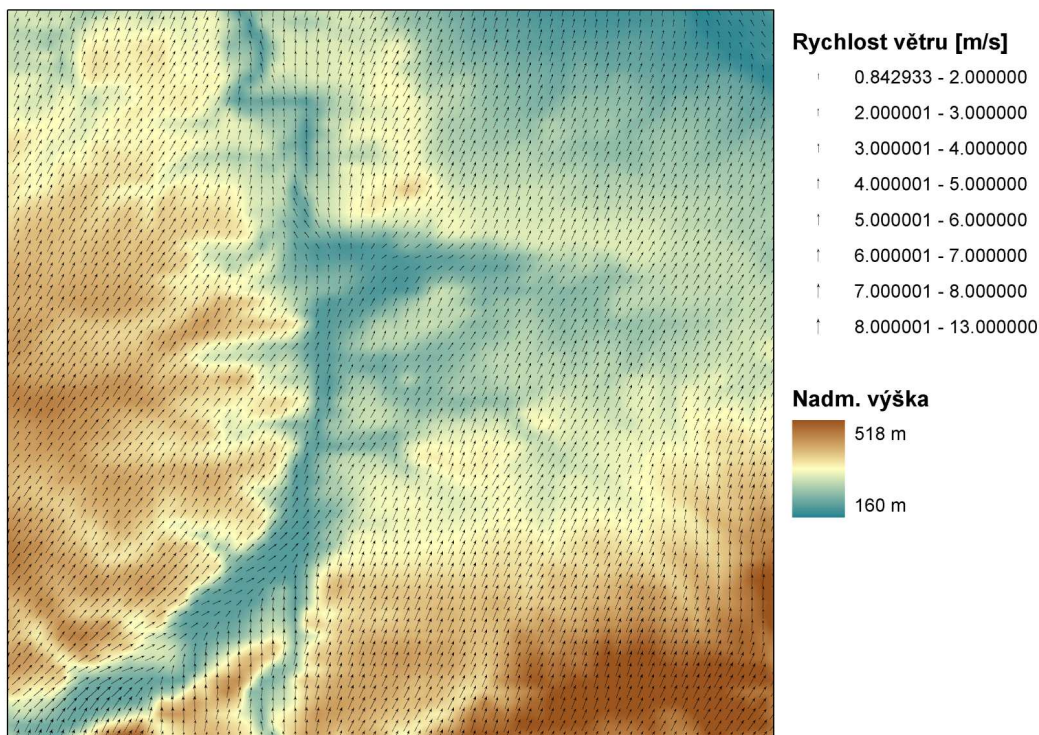 Rychlost větru [m/s]
0.842933 - 2.000000
2.000001 - 3.000000
3.000001 - 4.000000
4.000001 - 5.000000
5.000001 - 6.000000
6.000001 - 7.000000
7.000001 - 8.000000
8.000001 - 13.000000
Nadm. výška
518 m
160 m